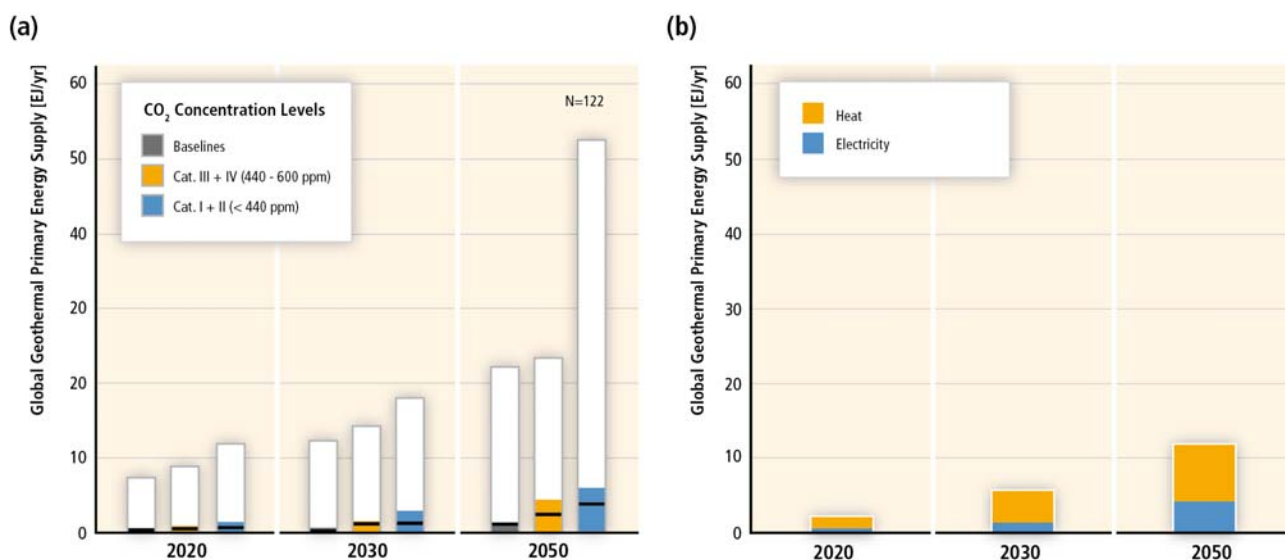 (a)
Global Geothermal Primary Energy Supply [EJ/yr]
60
50
40
20
20
10
0
CO2 Concentration Levels
Baselines
Cat. III + IV (440 - 600 ppm)
Cat. I + II (< 440 ppm)
N=122
2020
2030
2050
(b)
Global Geothermal Primary Energy Supply [EJ/yr]
60
50
40
30
20
10
0
Heat
Electricity
2020
2030
2050